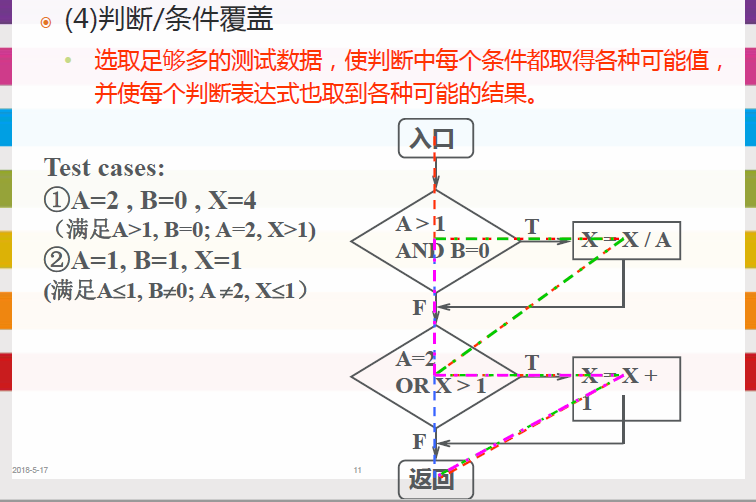 (4)判断/条件覆盖
选取足够多的测试数据，使判断中每个条件都取得各种可能值，
并使每个判断表达式也取到各种可能的结果。
Test cases:
①A=2 , B=0 , X=4
（满足A>1, B=0; A=2, X>1)
②A=1, B=1, X=1
(满足A≤1, B≠0; A ≠2, X≤1）
入口
A > 1
AND B=0
T
X = X / A
F
A=2
OR X > 1
T
X = X +
1
F
返回
2018-5-17
11